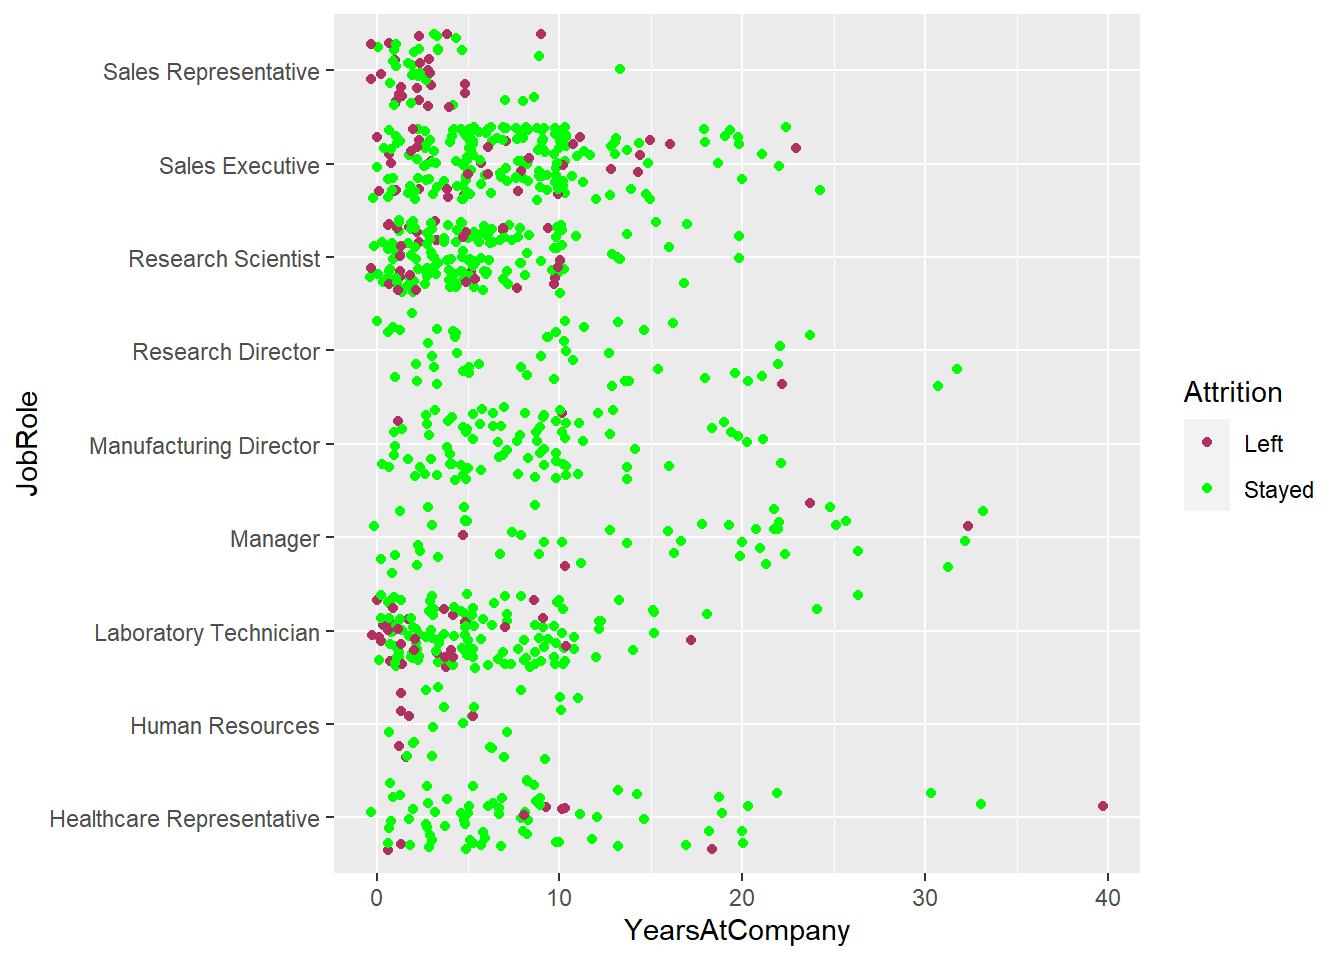 JobRole
Sales Representative
Sales Executive
Research Scientist
Research Director
Manufacturing Director
Manager
Laboratory Technician
Human Resources
Healthcare Representative
0 10 20 30 40
YearsAtCompany
Attrition
Left
Stayed